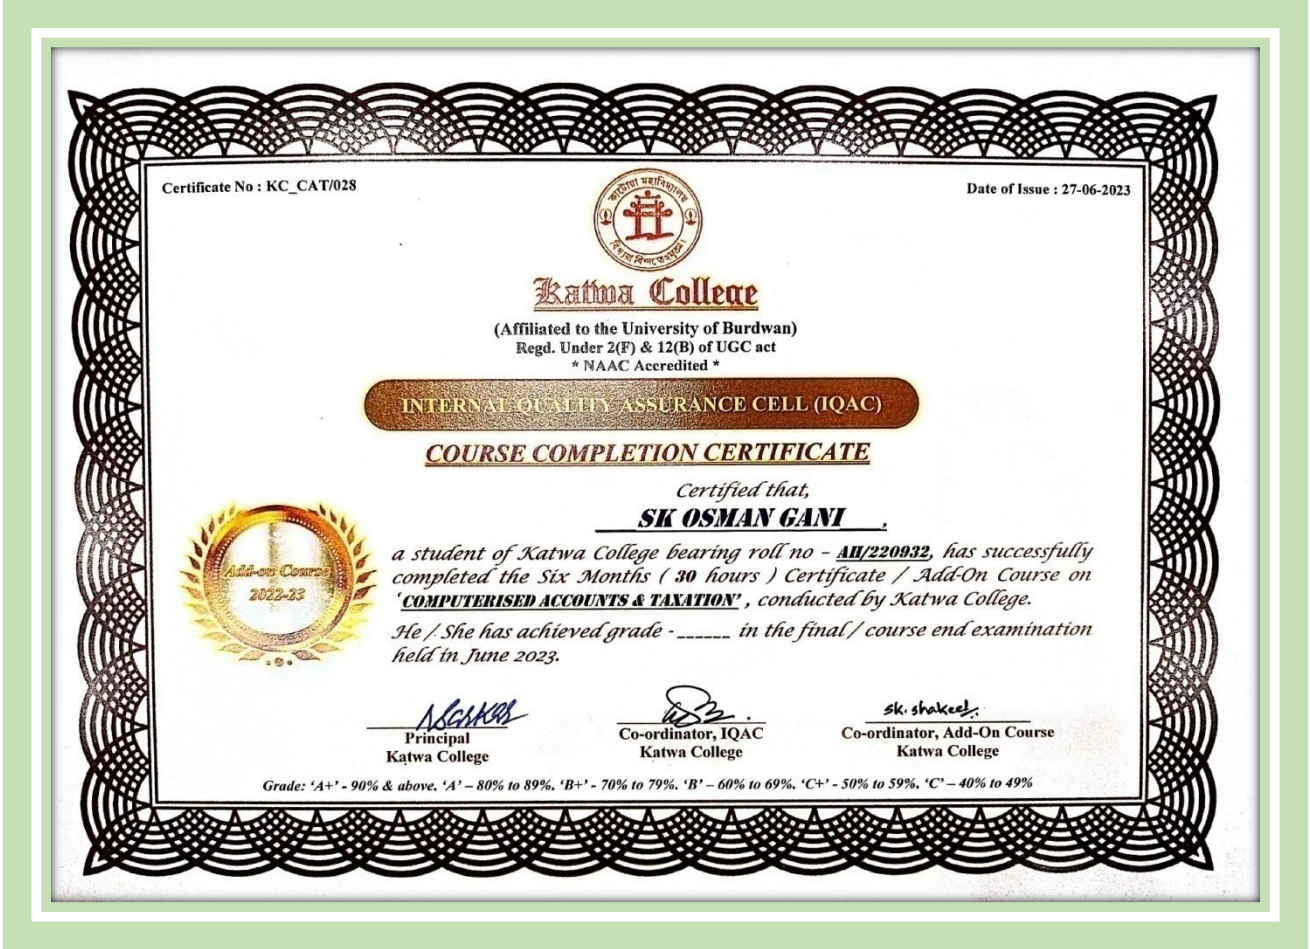 Certificate No : KC_CAT/028
Date of Issue : 27-06-2023
কাটোয়া মহাবিদ্যালয়
Katwa College
(Affiliated to the University of Burdwan)
Regd. Under 2(F) & 12(B) of UGC act
* NAAC Accredited *
INTERNAL QUALITY ASSURANCE CELL (IQAC)
COURSE COMPLETION CERTIFICATE
Certified that,
SK OSMAN GANI ,
Add-on Course
2022-23
a student of Katwa College bearing roll no – AH/220932, has successfully
completed the Six Months ( 30 hours ) Certificate / Add-On Course on
‘COMPUTERISED ACCOUNTS & TAXATION’ , conducted by Katwa College.
He / She has achieved grade -______ in the final / course end examination
held in June 2023.
sk. shakeel.
Principal
Katwa College
Co-ordinator, IQAC
Katwa College
Co-ordinator, Add-On Course
Katwa College
Grade: ‘A+’ - 90% & above, ‘A’ – 80% to 89%, ‘B+’ - 70% to 79%, ‘B’ – 60% to 69%, ‘C+’ - 50% to 59%, ‘C’ – 40% to 49%